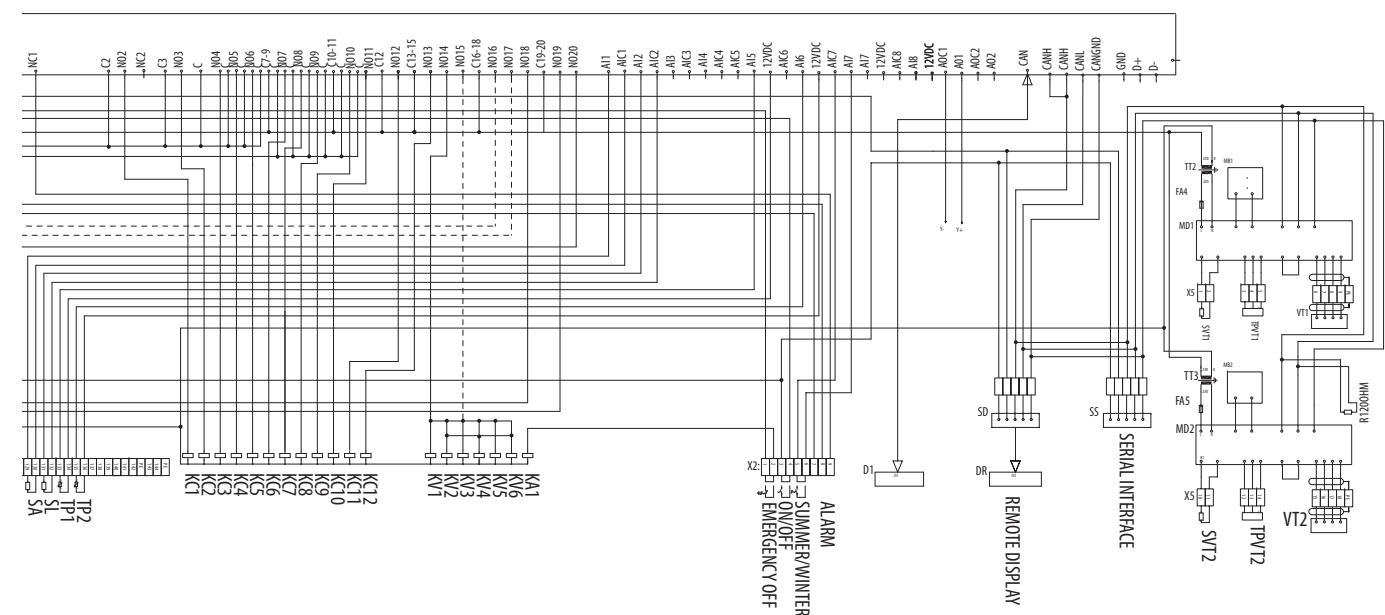 NC1
C2
NO2
NC2
C3
NO3
C
NO4
C
NO5
C
NO6
C7-9
NO7
C
NO8
C
NO9
C
C10-11
C
NO10
C
NO11
C12
NO12
C13-15
NO13
NO14
NO15
C16-18
NO16
NO17
NO18
C19-20
NO19
NO20
AI1
AIC1
AI2
AIC2
AI3
AIC3
AI4
AIC4
AIC5
AI5
12VDC
AIC6
AI6
12VDC
AIC7
AI7
AI7
12VDC
AIC8
AI8
12VDC
AOC1
AO1
AOC2
AO2
CAN
CANH
CANH
CANL
CANGND
GND
D+
D-
TT2
MB1
FA4
MD1
Y-
Y+
X5
SVT1
TPVT1
VT1
TT3
MB2
FA5
MD2
R120OHM
SD
SS
X2:
D1
DR
X5
SVT2
TPVT2
VT2
SA
SL
TP1
TP2
KC1
KC2
KC3
KC4
KC5
KC6
KC7
KC8
KC9
KC10
KC11
KC12
KV1
KV2
KV3
KV4
KV5
KV6
KA1
EMERGENCY OFF
ON/OFF
SUMMER/WINTER
ALARM
REMOTE DISPLAY
SERIAL INTERFACE